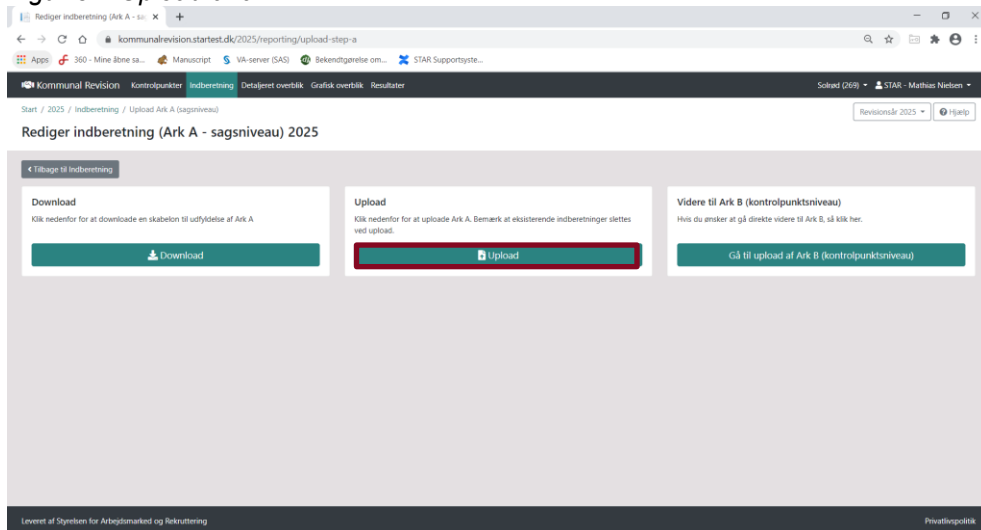 Rediger indberetning (Ark A - sa
kommunalrevision.startest.dk/2025/reporting/upload-step-a
Apps 360 - Mine åbne sa... Manuscript VA-server (SAS) Bekendtgørelse om... STAR Supportsyste...
Kommunal Revision Kontrolpunkter Indberetning Detaljeret overblik Grafisk overblik Resultater Solrød (269) STAR - Mathias Nielsen
Start / 2025 / Indberetning / Upload Ark A (sagsniveau)
Revisionsår 2025 Hjælp
Rediger indberetning (Ark A - sagsniveau) 2025
Tilbage til Indberetning
Download
Klik nedenfor for at downloade en skabelon til udfyldelse af Ark A
Download
Upload
Klik nedenfor for at uploade Ark A. Bemærk at eksisterende indberetninger slettes
ved upload.
Upload
Videre til Ark B (kontrolpunktsniveau)
Hvis du ønsker at gå direkte videre til Ark B, så klik her.
Gå til upload af Ark B (kontrolpunktsniveau)
Leveret af Styrelsen for Arbejdsmarked og Rekruttering
Privatlivspolitik